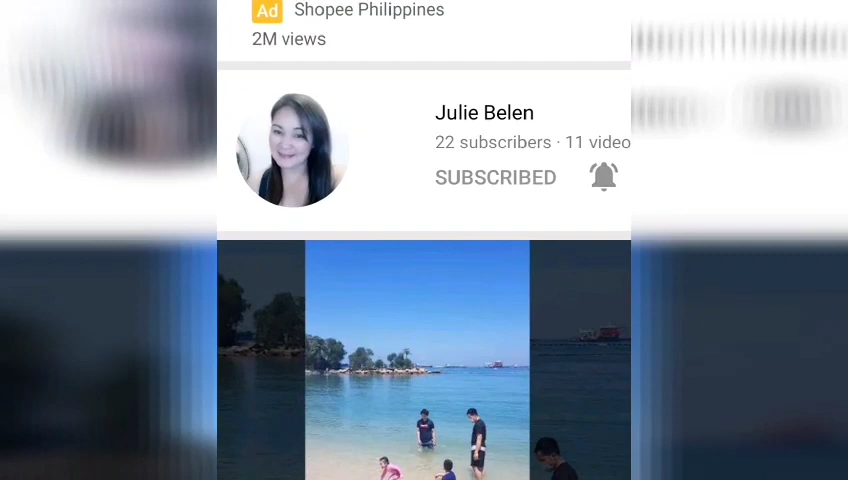 Ad Shopee Philippines
2M views
Julie Belen
22 subscribers · 11 video
SUBSCRIBED